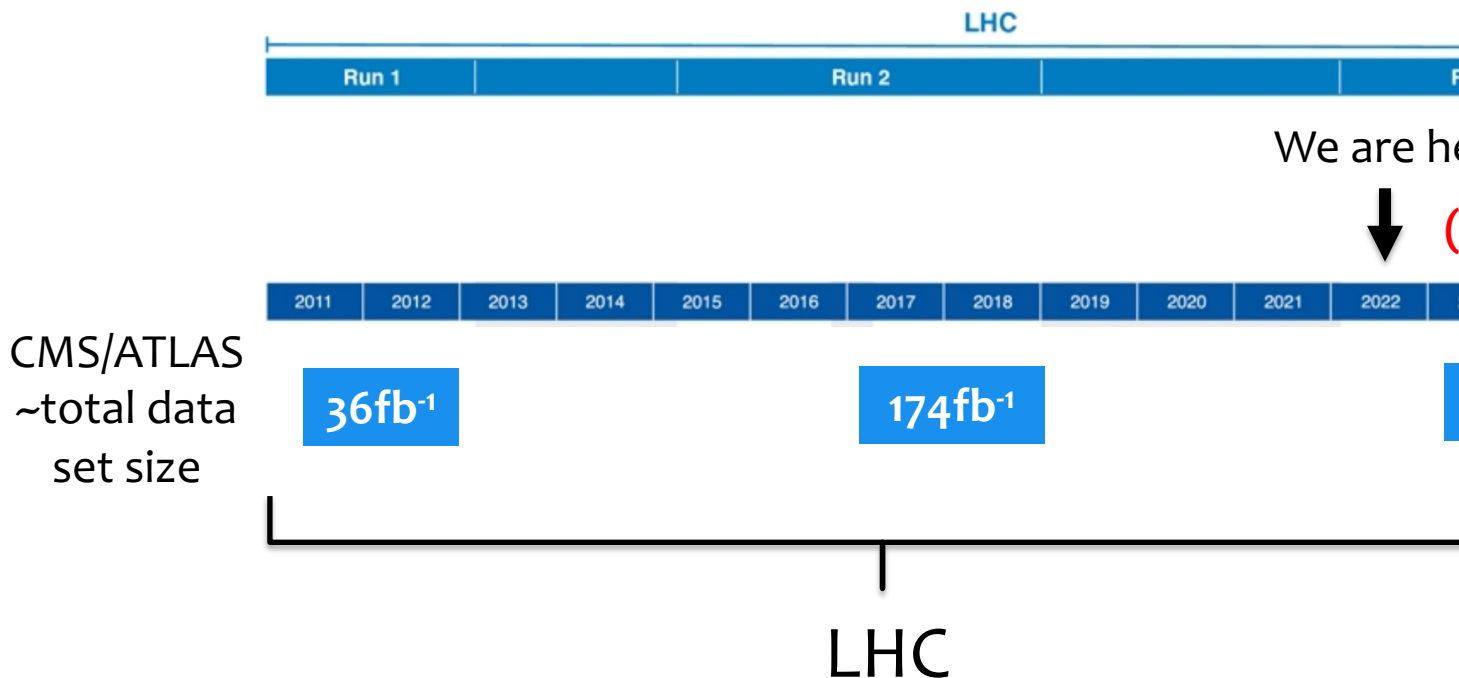 LHC
Run 1 Run 2
We are
(
2011 2012 2013 2014 2015 2016 2017 2018 2019 2020 2021 2022
CMS/ATLAS
~total data
set size
36fb⁻¹ 174fb⁻¹
LHC